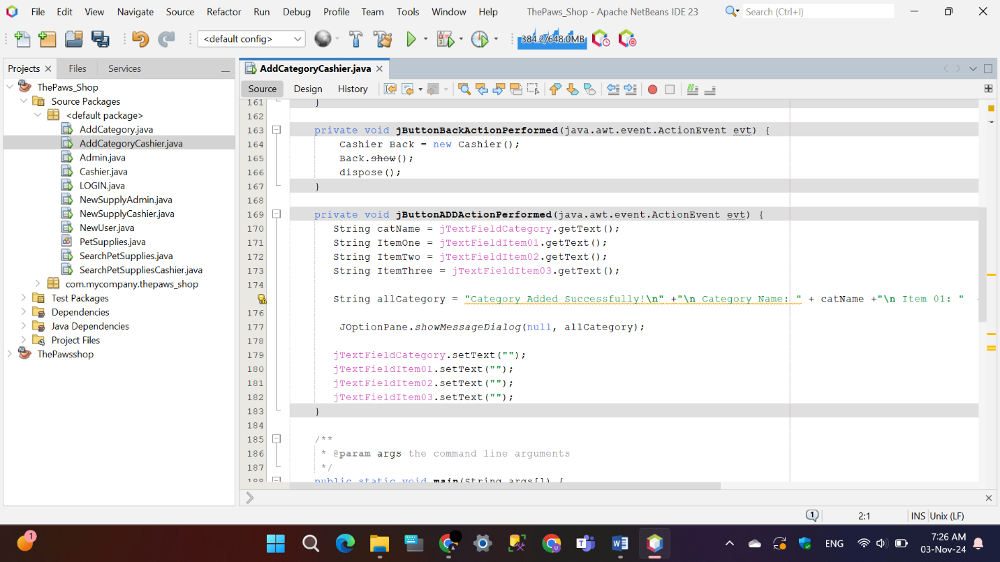 File Edit View Navigate Source Refactor Run Debug Profile Team Tools Window Help ThePaws_Shop - Apache NetBeans IDE 23 Search (Ctrl+I)
<default config> 384.2/648.0MB
Projects Files Services
ThePaws_Shop
Source Packages
<default package>
AddCategory.java
AddCategoryCashier.java
Admin.java
Cashier.java
LOGIN.java
NewSupplyAdmin.java
NewSupplyCashier.java
NewUser.java
PetSupplies.java
SearchPetSupplies.java
SearchPetSuppliesCashier.java
com.mycompany.thepaws_shop
Test Packages
Dependencies
Java Dependencies
Project Files
ThePawsshop
AddCategoryCashier.java
Source Design History
161 }
162
163 private void jButtonBackActionPerformed(java.awt.event.ActionEvent evt) {
164 Cashier Back = new Cashier();
165 Back.show();
166 dispose();
167 }
168
169 private void jButtonADDActionPerformed(java.awt.event.ActionEvent evt) {
170 String catName = jTextFieldCategory.getText();
171 String ItemOne = jTextFieldItem01.getText();
172 String ItemTwo = jTextFieldItem02.getText();
173 String ItemThree = jTextFieldItem03.getText();
174
String allCategory = "Category Added Successfully!\n" +"\n Category Name: " + catName +"\n Item 01: "
176
177 JOptionPane.showMessageDialog(null, allCategory);
178
179 jTextFieldCategory.setText("");
180 jTextFieldItem01.setText("");
181 jTextFieldItem02.setText("");
182 jTextFieldItem03.setText("");
183 }
184
185 /**
186 * @param args the command line arguments
187 */
188 public static void main(String args[]) {
1 2:1 INS Unix (LF)
1 ENG 7:26 AM
03-Nov-24